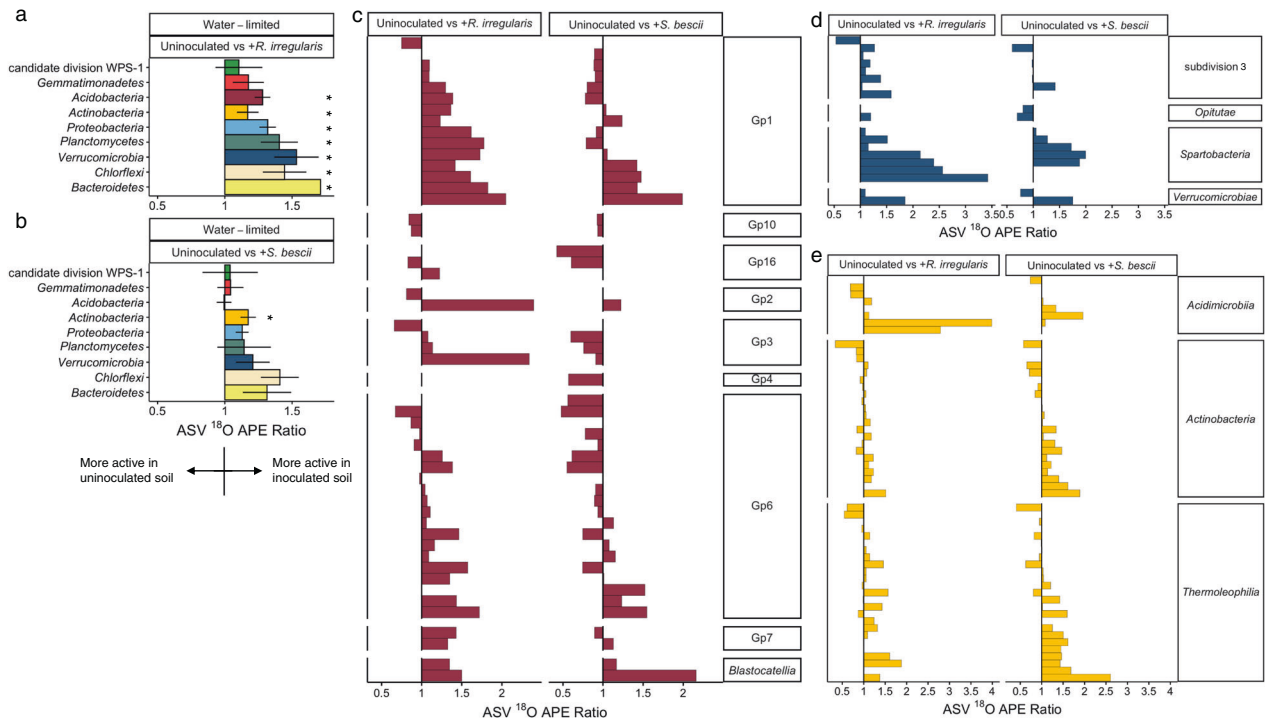 a
Water – limited
Uninoculated vs +R. irregularis
candidate division WPS-1
Gemmatimonadetes
Acidobacteria *
Actinobacteria *
Proteobacteria *
Planctomycetes *
Verrucomicrobia *
Chlorflexi *
Bacteroidetes *
0.5 1 1.5
b
Water – limited
Uninoculated vs +S. bescii
candidate division WPS-1
Gemmatimonadetes
Acidobacteria
Actinobacteria *
Proteobacteria
Planctomycetes
Verrucomicrobia
Chlorflexi
Bacteroidetes
0.5 1 1.5
ASV 18O APE Ratio
More active in
uninoculated soil
More active in
inoculated soil
c
Uninoculated vs +R. irregularis Uninoculated vs +S. bescii
Gp1
Gp10
Gp16
Gp2
Gp3
Gp4
Gp6
Gp7
Blastocatellia
0.5 1 1.5 2 0.5 1 1.5 2
ASV 18O APE Ratio
d
Uninoculated vs +R. irregularis Uninoculated vs +S. bescii
subdivision 3
Opitutae
Spartobacteria
Verrucomicrobiae
0.5 1 1.5 2 2.5 3 3.5 0.5 1 1.5 2 2.5 3 3.5
ASV 18O APE Ratio
e
Uninoculated vs +R. irregularis Uninoculated vs +S. bescii
Acidimicrobiia
Actinobacteria
Thermoleophilia
0.5 1 1.5 2 2.5 3 3.5 4 0.5 1 1.5 2 2.5 3 3.5 4
ASV 18O APE Ratio